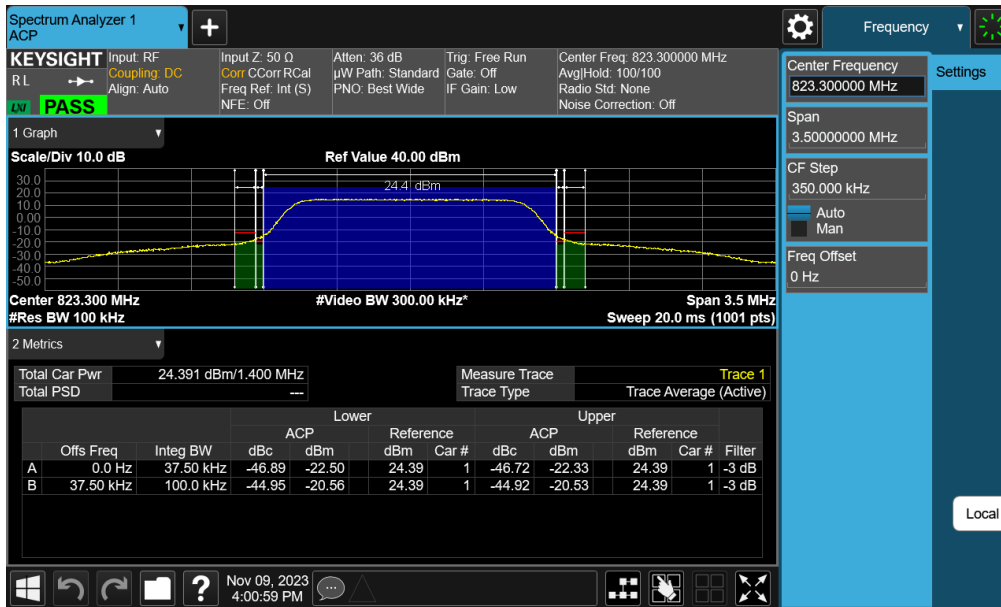 Spectrum Analyzer 1
ACP
Frequency
KEYSIGHT
Input: RF
Input Z: 50 Ω
Atten: 36 dB
Trig: Free Run
Center Freq: 823.300000 MHz
R L
Coupling: DC
Corr CCorr RCal
µW Path: Standard
Gate: Off
Avg|Hold: 100/100
Align: Auto
Freq Ref: Int (S)
PNO: Best Wide
IF Gain: Low
Radio Std: None
LXI
PASS
NFE: Off
Noise Correction: Off
Center Frequency
823.300000 MHz
Settings
Span
3.50000000 MHz
CF Step
350.000 kHz
Auto
Man
Freq Offset
0 Hz
Local
1 Graph
Scale/Div 10.0 dB
Ref Value 40.00 dBm
24.4 dBm
30.0
20.0
10.0
0.00
-10.0
-20.0
-30.0
-40.0
-50.0
Center 823.300 MHz
#Video BW 300.00 kHz*
Span 3.5 MHz
#Res BW 100 kHz
Sweep 20.0 ms (1001 pts)
2 Metrics
Total Car Pwr 24.391 dBm/1.400 MHz Measure Trace Trace 1
Total PSD --- Trace Type Trace Average (Active)
Lower Upper
ACP Reference ACP Reference
Offs Freq Integ BW dBc dBm dBm Car # dBc dBm dBm Car # Filter
A 0.0 Hz 37.50 kHz -46.89 -22.50 24.39 1 -46.72 -22.33 24.39 1 -3 dB
B 37.50 kHz 100.0 kHz -44.95 -20.56 24.39 1 -44.92 -20.53 24.39 1 -3 dB
Nov 09, 2023
4:00:59 PM